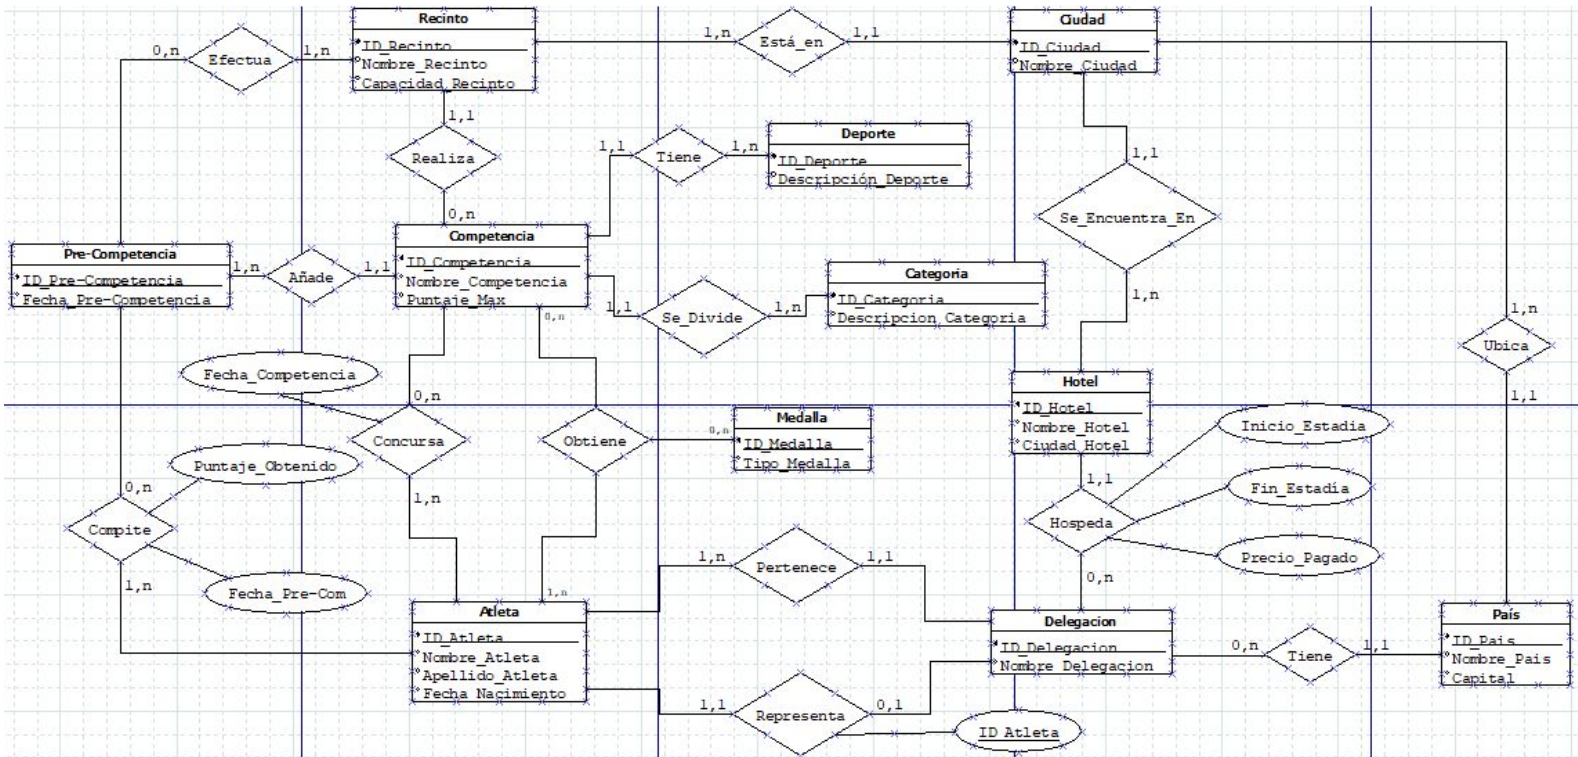 Recinto
ID_Recinto
Nombre_Recinto
Capacidad_Recinto
0,n
Efectua
1,n
1,n
Está_en
1,1
Ciudad
ID_Ciudad
Nombre_Ciudad
1,1
Realiza
0,n
1,1
Tiene
1,n
Deporte
ID_Deporte
Descripción_Deporte
1,1
Se_Encuentra_En
1,n
Pre-Competencia
ID_Pre-Competencia
Fecha_Pre-Competencia
1,n
Añade
1,1
Competencia
ID_Competencia
Nombre_Competencia
Puntaje_Max
0,n
1,1
Se_Divide
1,n
Categoria
ID_Categoria
Descripcion_Categoria
1,n
Ubica
1,1
Fecha_Competencia
0,n
Concursa
1,n
Obtiene
0,n
Medalla
ID_Medalla
Tipo_Medalla
Hotel
ID_Hotel
Nombre_Hotel
Ciudad_Hotel
Inicio_Estadia
Fin_Estadía
Precio_Pagado
1,1
Hospeda
0,n
Puntaje_Obtenido
0,n
Compite
1,n
Fecha_Pre-Com
1,n
Pertenece
1,1
1,n
Atleta
ID_Atleta
Nombre_Atleta
Apellido_Atleta
Fecha_Nacimiento
Delegacion
ID_Delegacion
Nombre_Delegacion
0,n
Tiene
1,1
País
ID_Pais
Nombre_Pais
Capital
1,1
Representa
0,1
ID_Atleta